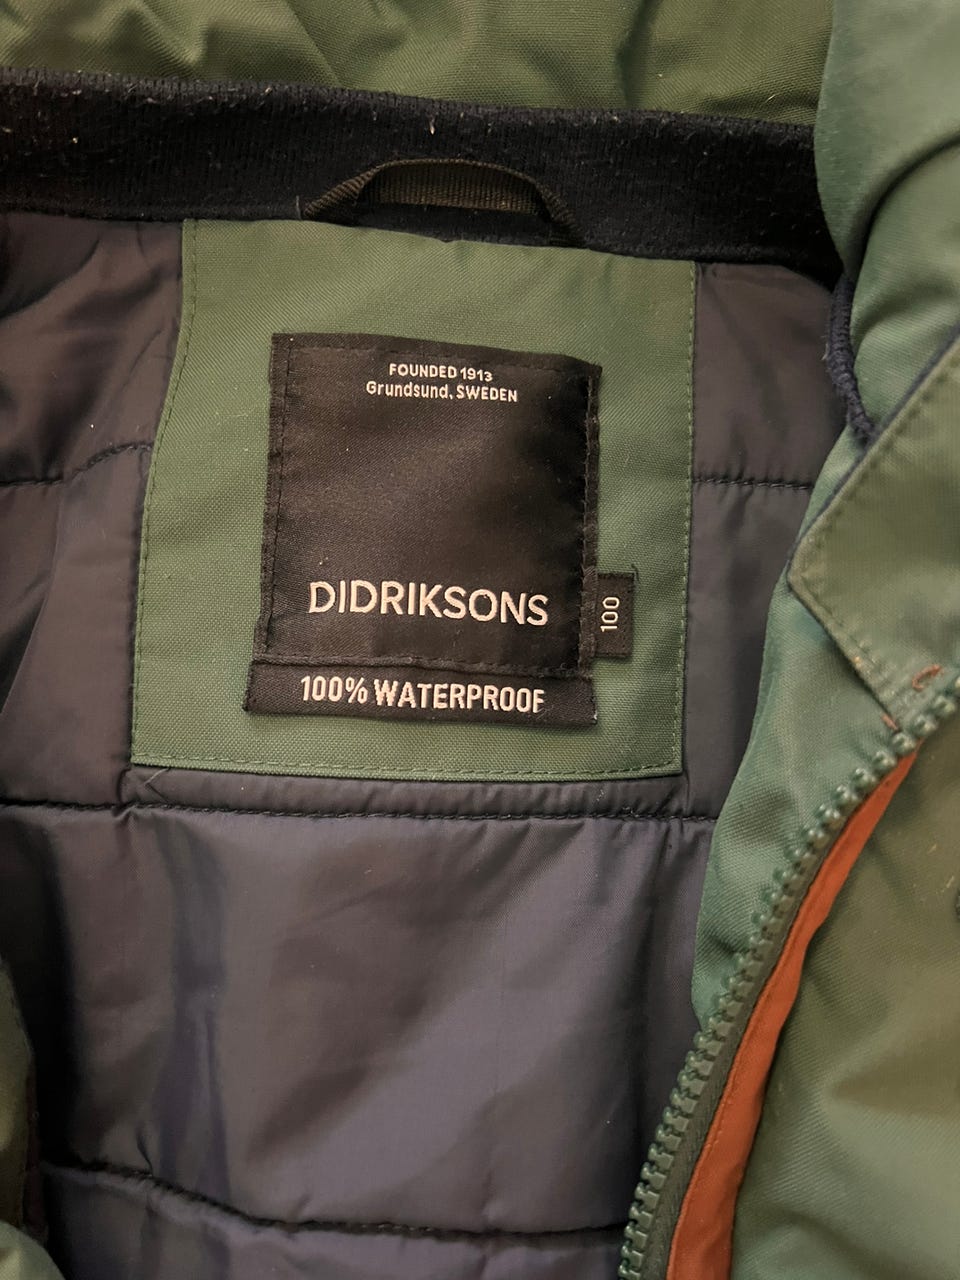 FOUNDED 1913
Grundsund, SWEDEN
DIDRIKSONS
100
100% WATERPROOF